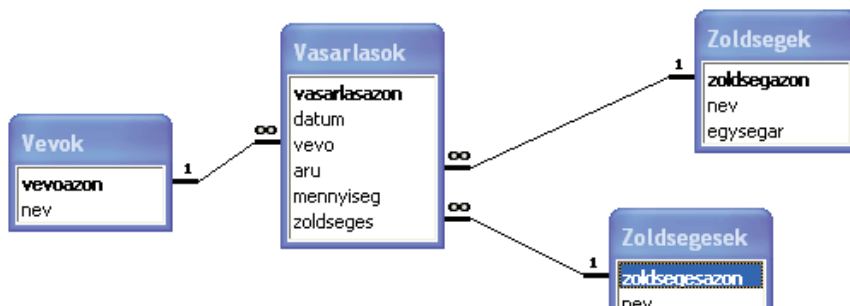 Vevok
vevoazon
nev
1
∞
Vasarlasok
vasarlasazon
datum
vevo
aru
mennyiseg
zoldseges
∞
∞
1
Zoldsegek
zoldsegazon
nev
egysegar
1
Zoldsegesek
zoldsegesazon
nev